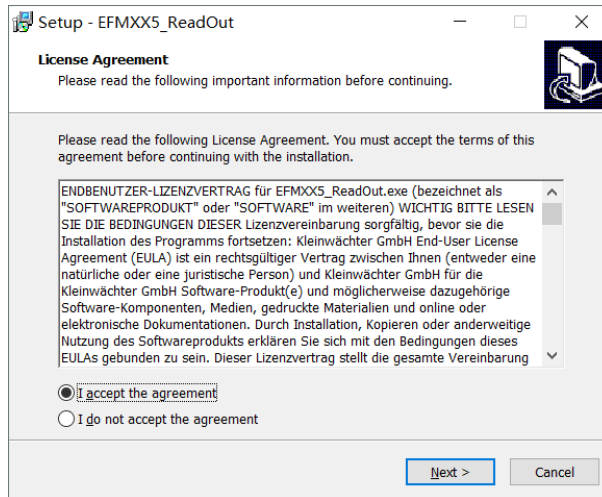 Setup - EFMXX5_ReadOut
License Agreement
Please read the following important information before continuing.
Please read the following License Agreement. You must accept the terms of this
agreement before continuing with the installation.
ENDBENUTZER-LIZENZVERTRAG für EFMXX5_ReadOut.exe (bezeichnet als
"SOFTWAREPRODUKT" oder "SOFTWARE" im weiteren) WICHTIG BITTE LESEN
SIE DIE BEDINGUNGEN DIESER Lizenzvereinbarung sorgfältig, bevor sie die
Installation des Programms fortsetzen: Kleinwächter GmbH End-User License
Agreement (EULA) ist ein rechtsgültiger Vertrag zwischen Ihnen (entweder eine
natürliche oder eine juristische Person) und Kleinwächter GmbH für die
Kleinwächter GmbH Software-Produkt(e) und möglicherweise dazugehörige
Software-Komponenten, Medien, gedruckte Materialien und online oder
elektronische Dokumentationen. Durch Installation, Kopieren oder anderweitige
Nutzung des Softwareprodukts erklären Sie sich mit den Bedingungen dieses
EULAs gebunden zu sein. Dieser Lizenzvertrag stellt die gesamte Vereinbarung
I accept the agreement
I do not accept the agreement
Next >
Cancel